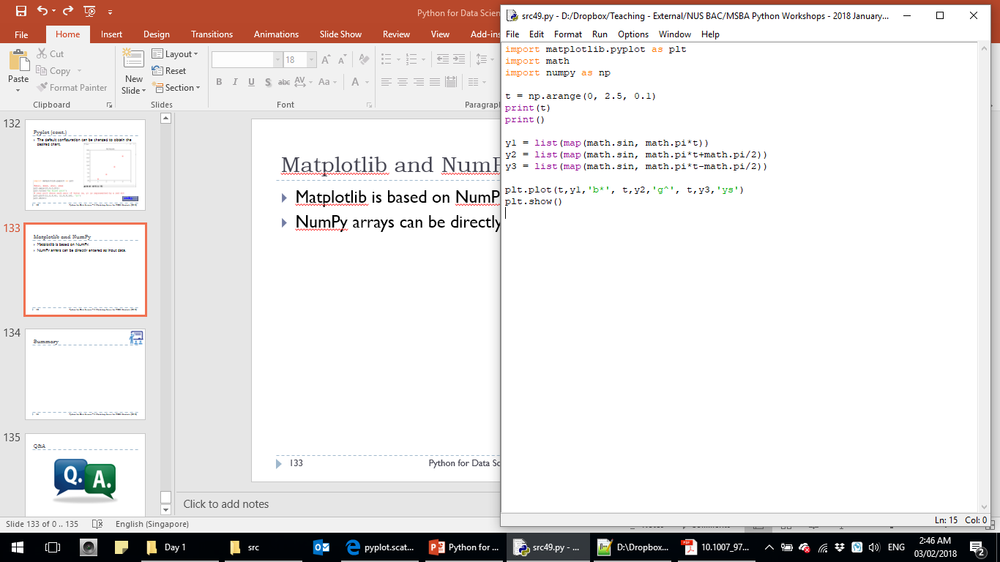 Python for Data Scien
File Home Insert Design Transitions Animations Slide Show Review View Add-ins
Paste
Cut
Copy
Format Painter
Clipboard
New
Slide
Layout
Reset
Section
Slides
18
B I U S abc AV Aa A
Font
Paragraph
132
Pyplot (cont.)
The default configuration can be changed to obtain the
desired chart.
133
Matplotlib and NumPy
Matplotlib is based on NumPy.
NumPy arrays can be directly entered as input data.
134
Summary
135
Q&A
Q. A.
Matplotlib and NumP
Matplotlib is based on NumP
NumPy arrays can be directly
133
Python for Data Sc
Click to add notes
Slide 133 of 0 .. 135 English (Singapore)
src49.py - D:/Dropbox/Teaching - External/NUS BAC/MSBA Python Workshops - 2018 January...
File Edit Format Run Options Window Help
import matplotlib.pyplot as plt
import math
import numpy as np
t = np.arange(0, 2.5, 0.1)
print(t)
print()
y1 = list(map(math.sin, math.pi*t))
y2 = list(map(math.sin, math.pi*t+math.pi/2))
y3 = list(map(math.sin, math.pi*t-math.pi/2))
plt.plot(t,y1,'b*', t,y2,'g^', t,y3,'ys')
plt.show()
Ln: 15 Col: 0
Day 1
src
pyplot.scat...
Python for ...
src49.py - ...
D:\Dropbox...
10.1007_97...
ENG
2:46 AM
03/02/2018
2